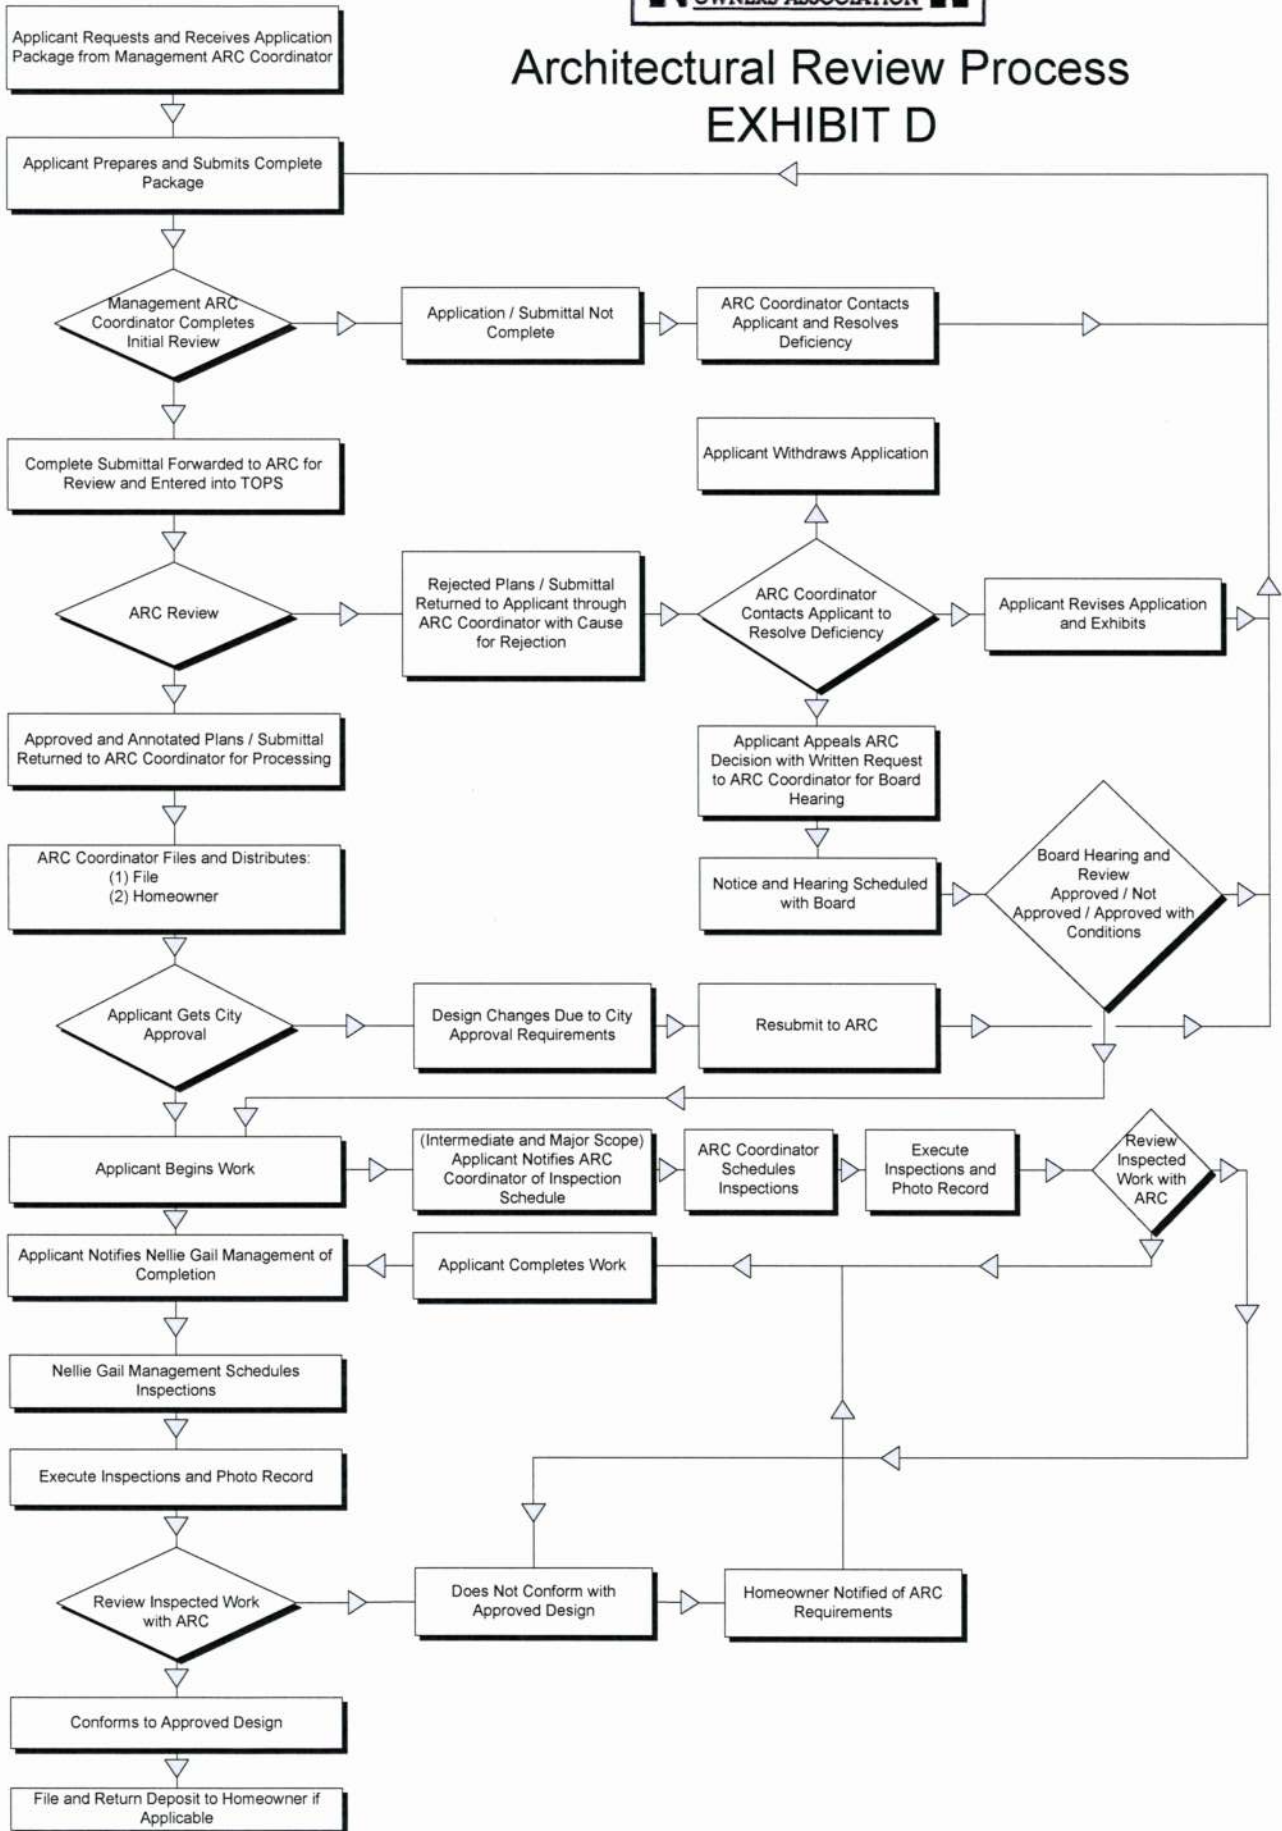 OWNERS ASSOCIATION
Architectural Review Process
EXHIBIT D
Applicant Requests and Receives Application
Package from Management ARC Coordinator
Applicant Prepares and Submits Complete
Package
Management ARC
Coordinator Completes
Initial Review
Application / Submittal Not
Complete
ARC Coordinator Contacts
Applicant and Resolves
Deficiency
Complete Submittal Forwarded to ARC for
Review and Entered into TOPS
Applicant Withdraws Application
ARC Review
Rejected Plans / Submittal
Returned to Applicant through
ARC Coordinator with Cause
for Rejection
ARC Coordinator
Contacts Applicant to
Resolve Deficiency
Applicant Revises Application
and Exhibits
Approved and Annotated Plans / Submittal
Returned to ARC Coordinator for Processing
Applicant Appeals ARC
Decision with Written Request
to ARC Coordinator for Board
Hearing
ARC Coordinator Files and Distributes:
(1) File
(2) Homeowner
Notice and Hearing Scheduled
with Board
Board Hearing and
Review
Approved / Not
Approved / Approved with
Conditions
Applicant Gets City
Approval
Design Changes Due to City
Approval Requirements
Resubmit to ARC
Applicant Begins Work
(Intermediate and Major Scope)
Applicant Notifies ARC
Coordinator of Inspection
Schedule
ARC Coordinator
Schedules
Inspections
Execute
Inspections and
Photo Record
Review
Inspected
Work with
ARC
Applicant Notifies Nellie Gail Management of
Completion
Applicant Completes Work
Nellie Gail Management Schedules
Inspections
Execute Inspections and Photo Record
Review Inspected Work
with ARC
Does Not Conform with
Approved Design
Homeowner Notified of ARC
Requirements
Conforms to Approved Design
File and Return Deposit to Homeowner if
Applicable